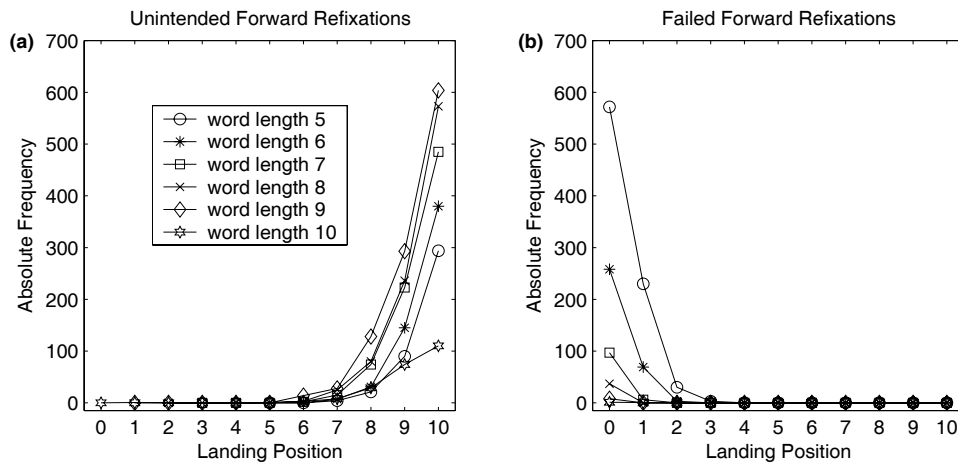 Unintended Forward Refixations
Failed Forward Refixations
(a)
(b)
700
600
500
400
300
200
100
0
Absolute Frequency
word length 5
word length 6
word length 7
word length 8
word length 9
word length 10
0 1 2 3 4 5 6 7 8 9 10
Landing Position
700
600
500
400
300
200
100
0
Absolute Frequency
0 1 2 3 4 5 6 7 8 9 10
Landing Position